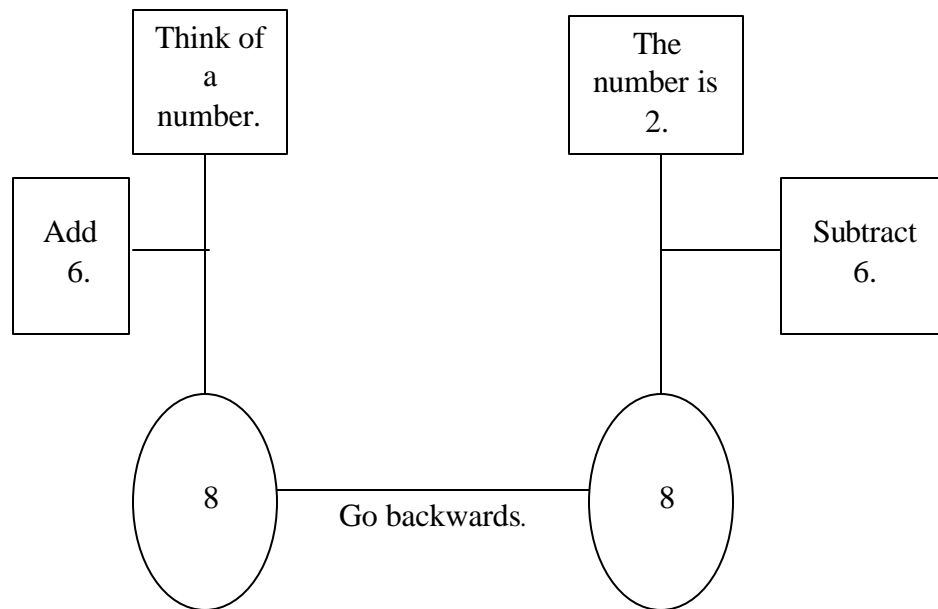 Think of
a
number.
The
number is
2.
Add
6.
Subtract
6.
8
8
Go backwards.